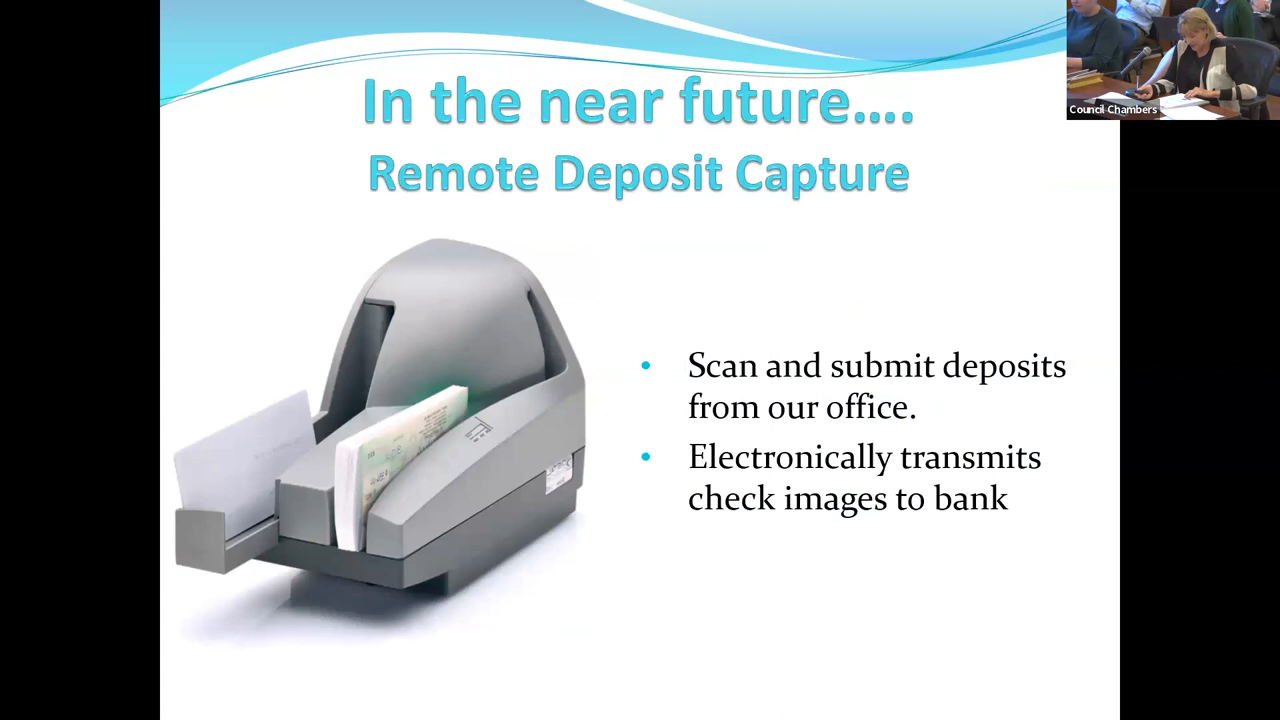 In the near future….
Remote Deposit Capture
Council Chambers
• Scan and submit deposits
from our office.
• Electronically transmits
check images to bank